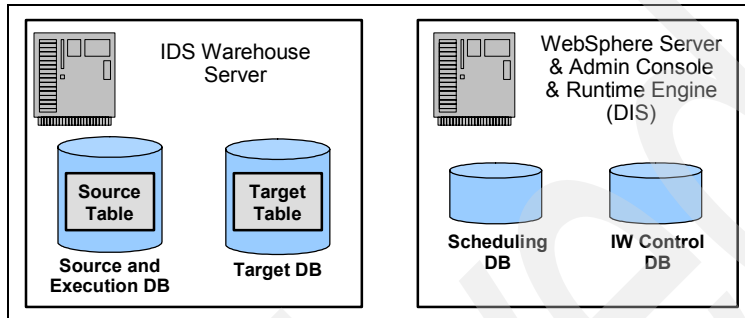 IDS Warehouse
Server
Source
Table
Target
Table
Source and
Execution DB
Target DB
WebSphere Server
& Admin Console
& Runtime Engine
(DIS)
Scheduling
DB
IW Control
DB